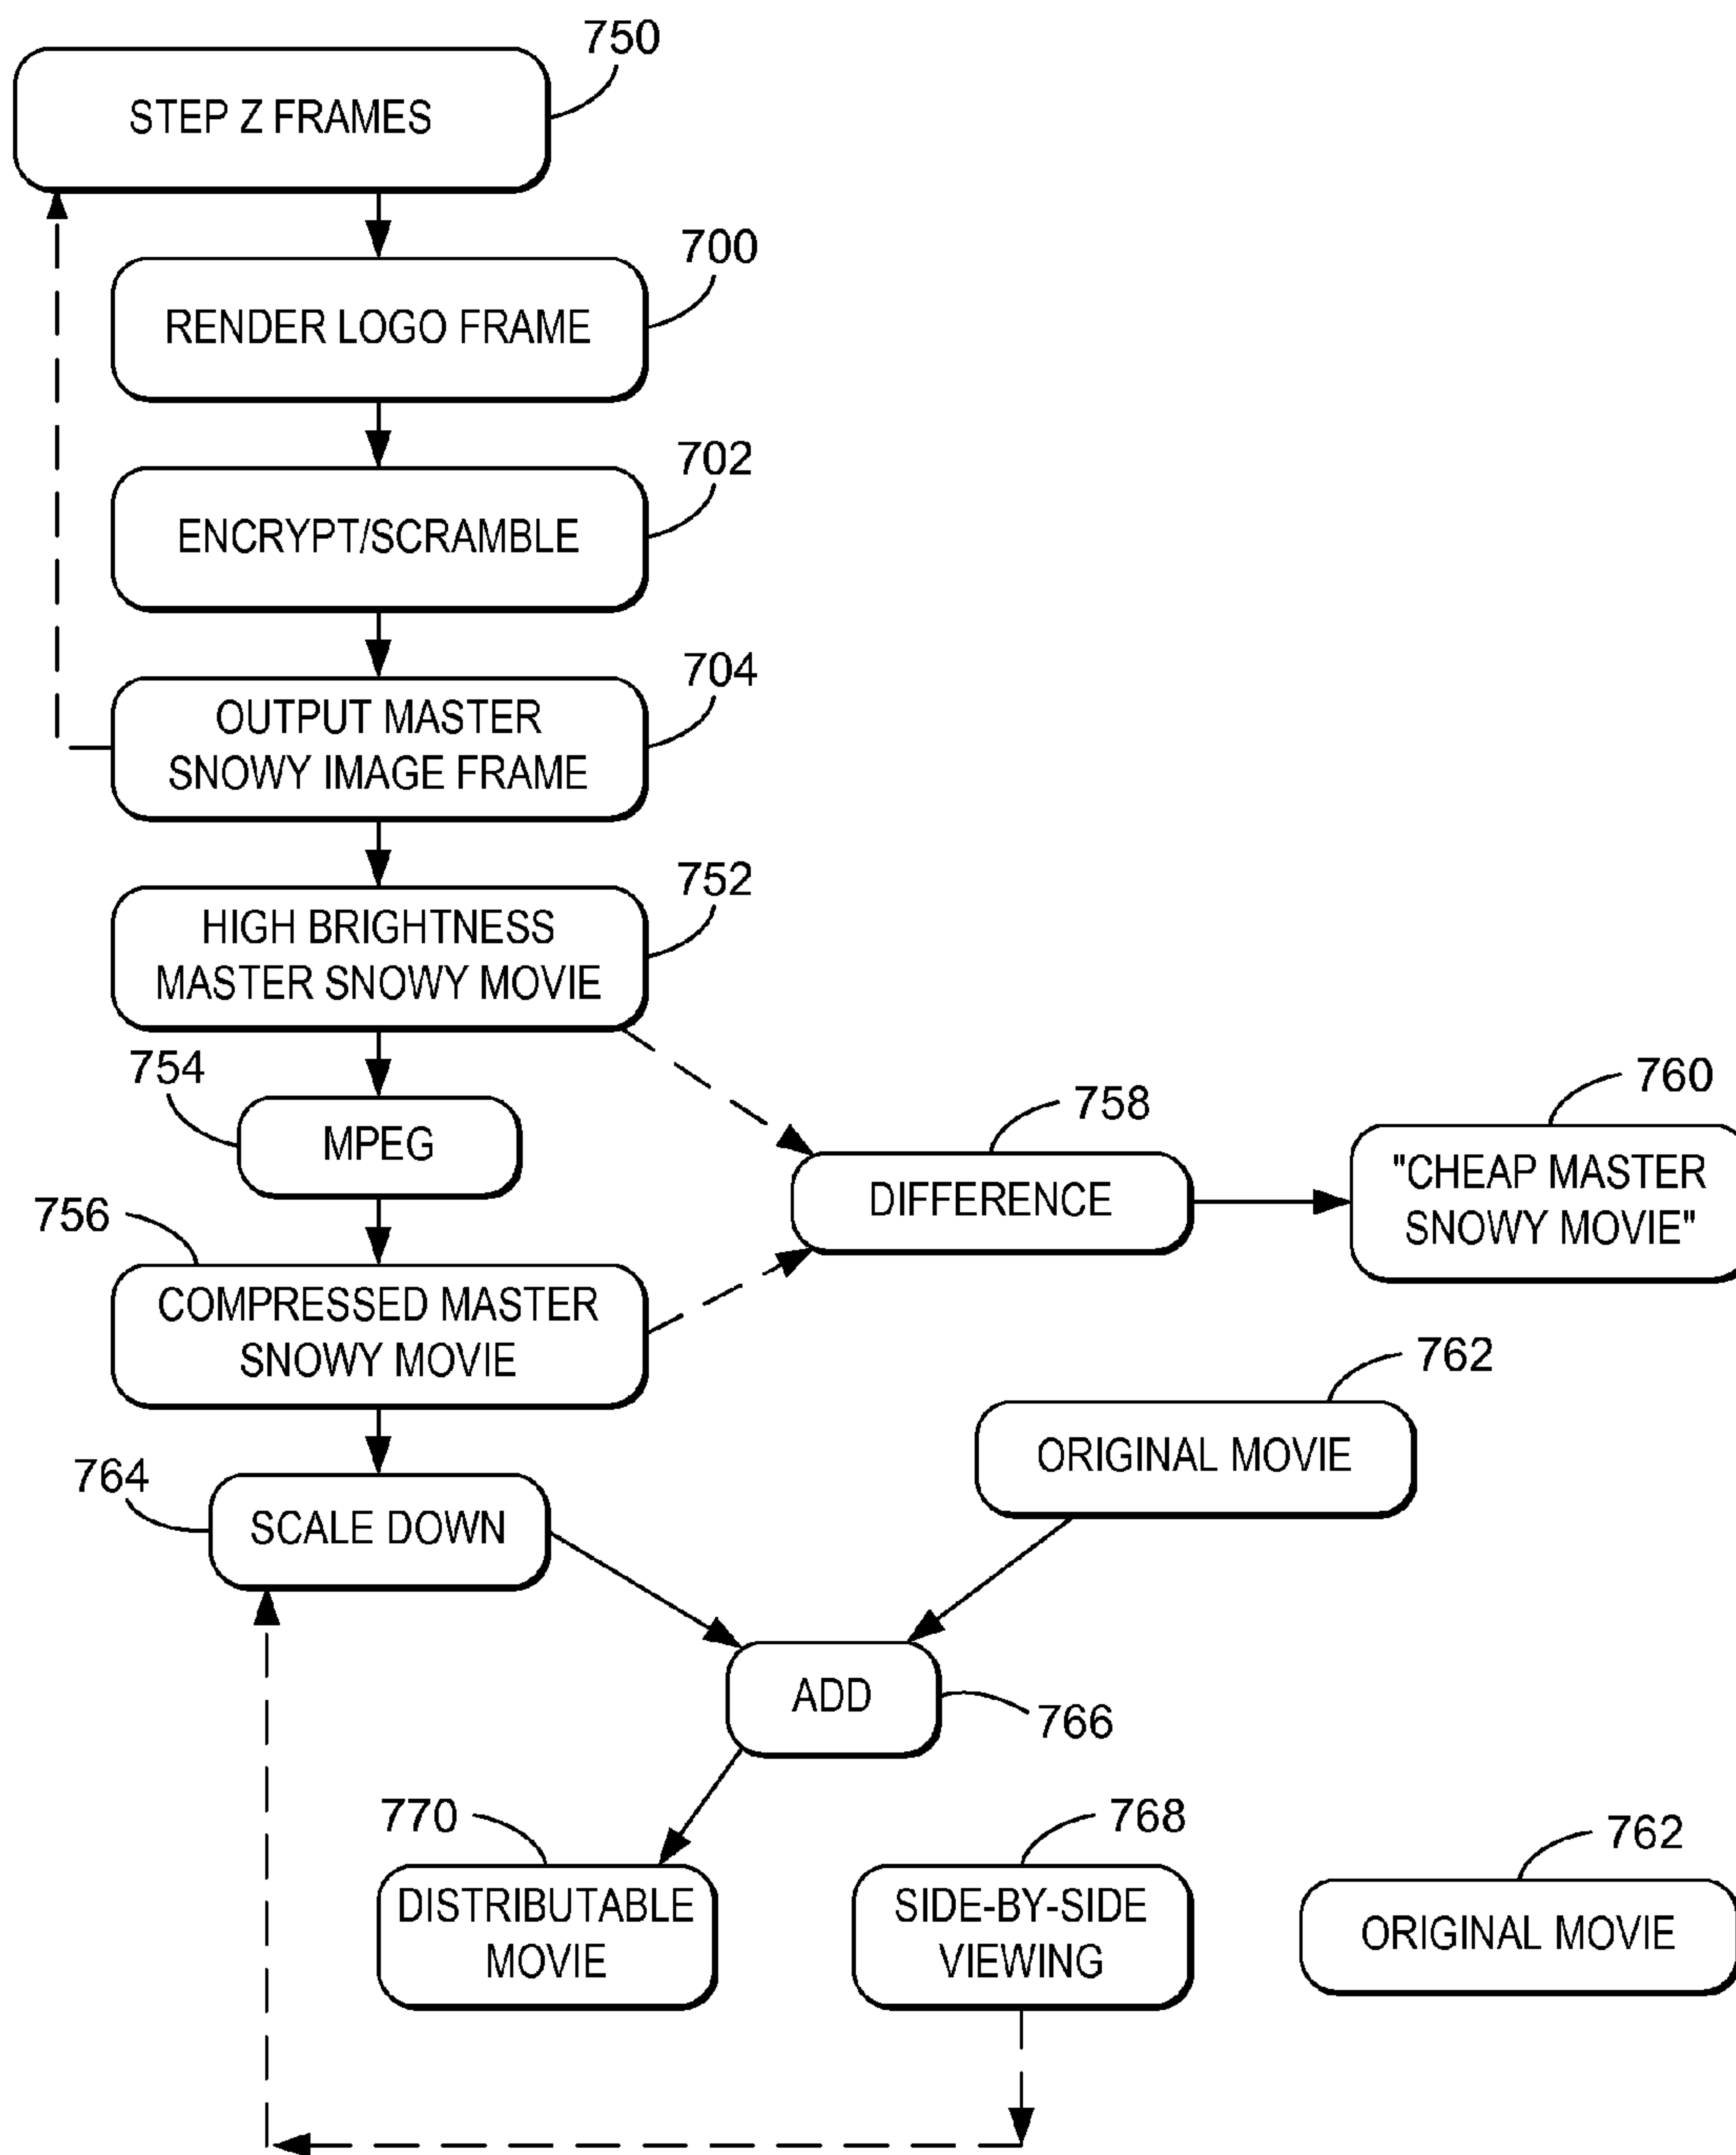 750
STEP Z FRAMES
700
RENDER LOGO FRAME
702
ENCRYPT/SCRAMBLE
704
OUTPUT MASTER
SNOWY IMAGE FRAME
752
HIGH BRIGHTNESS
MASTER SNOWY MOVIE
754
MPEG
758
DIFFERENCE
760
"CHEAP MASTER
SNOWY MOVIE"
756
COMPRESSED MASTER
SNOWY MOVIE
762
ORIGINAL MOVIE
764
SCALE DOWN
ADD
766
770
DISTRIBUTABLE
MOVIE
768
SIDE-BY-SIDE
VIEWING
762
ORIGINAL MOVIE